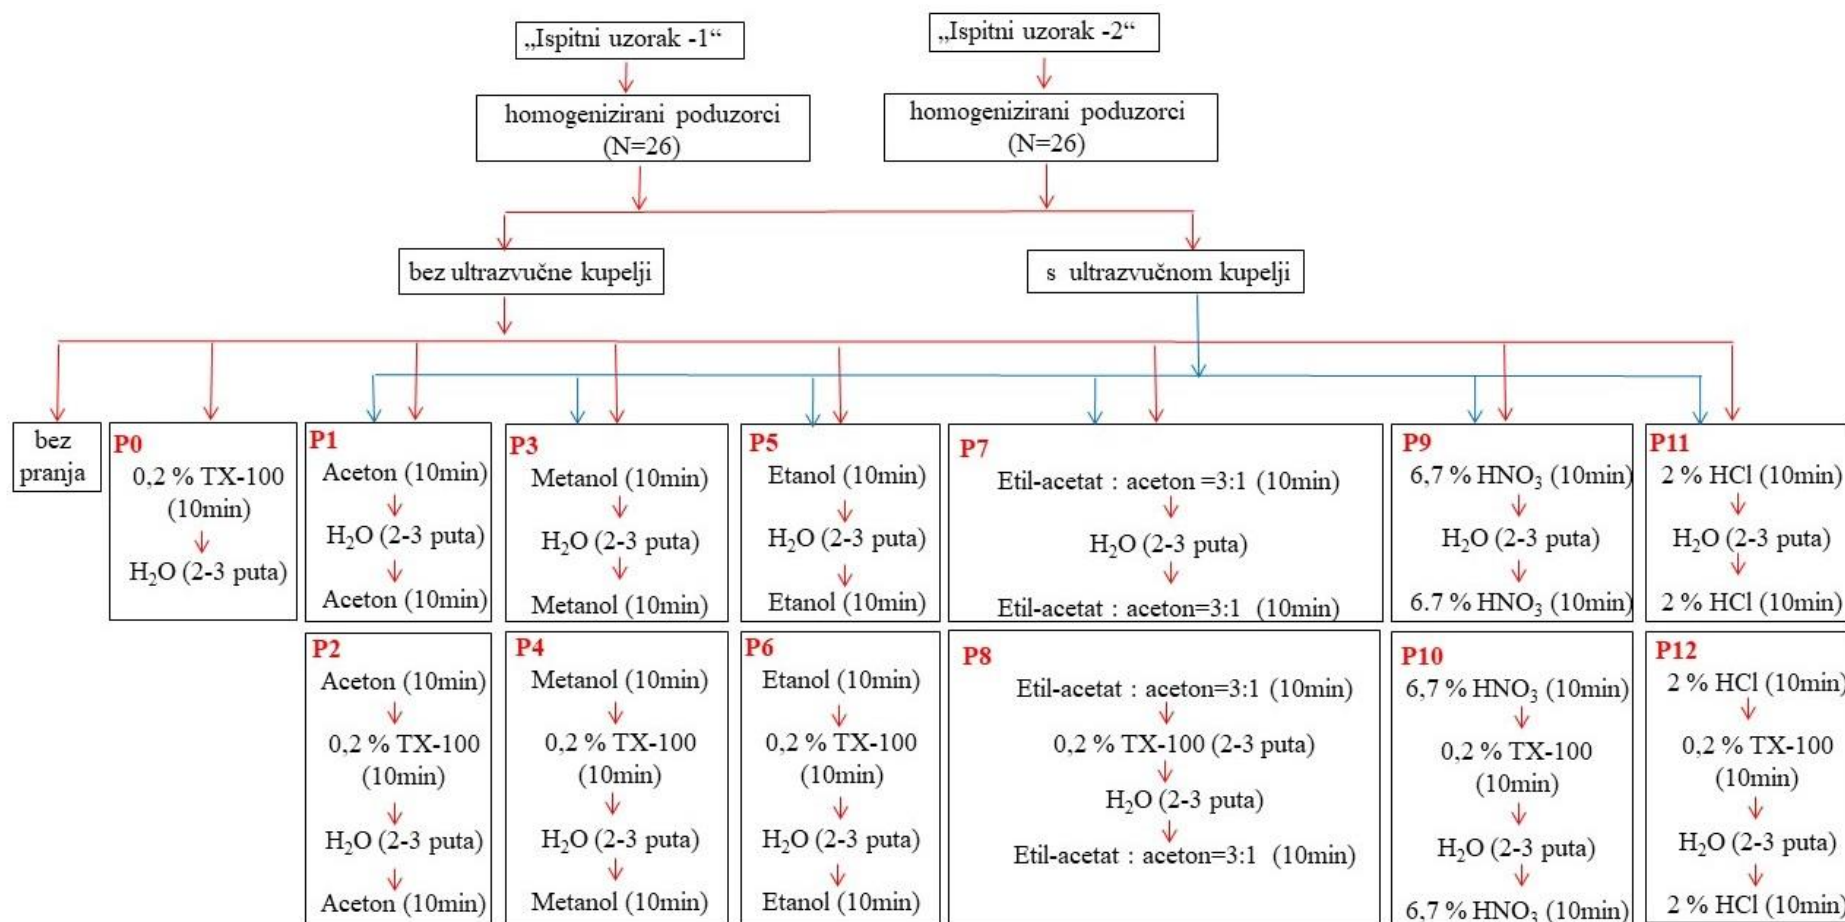 „Ispitni uzorak -1“
„Ispitni uzorak -2“
homogenizirani poduzorci
(N=26)
homogenizirani poduzorci
(N=26)
bez ultrazvučne kupelji
s ultrazvučnom kupelji
bez
pranja
P0
0,2 % TX-100
(10min)
H2O (2-3 puta)
P1
Aceton (10min)
H2O (2-3 puta)
Aceton (10min)
P3
Metanol (10min)
H2O (2-3 puta)
Metanol (10min)
P5
Etanol (10min)
H2O (2-3 puta)
Etanol (10min)
P7
Etil-acetat : aceton =3:1 (10min)
H2O (2-3 puta)
Etil-acetat : aceton=3:1 (10min)
P9
6,7 % HNO3 (10min)
H2O (2-3 puta)
6.7 % HNO3 (10min)
P11
2 % HCl (10min)
H2O (2-3 puta)
2 % HCl (10min)
P2
Aceton (10min)
0,2 % TX-100
(10min)
H2O (2-3 puta)
Aceton (10min)
P4
Metanol (10min)
0,2 % TX-100
(10min)
H2O (2-3 puta)
Metanol (10min)
P6
Etanol (10min)
0,2 % TX-100
(10min)
H2O (2-3 puta)
Etanol (10min)
P8
Etil-acetat : aceton=3:1 (10min)
0,2 % TX-100 (2-3 puta)
H2O (2-3 puta)
Etil-acetat : aceton=3:1 (10min)
P10
6,7 % HNO3 (10min)
0,2 % TX-100
(10min)
H2O (2-3 puta)
6,7 % HNO3 (10min)
P12
2 % HCl (10min)
0,2 % TX-100
(10min)
H2O (2-3 puta)
2 % HCl (10min)